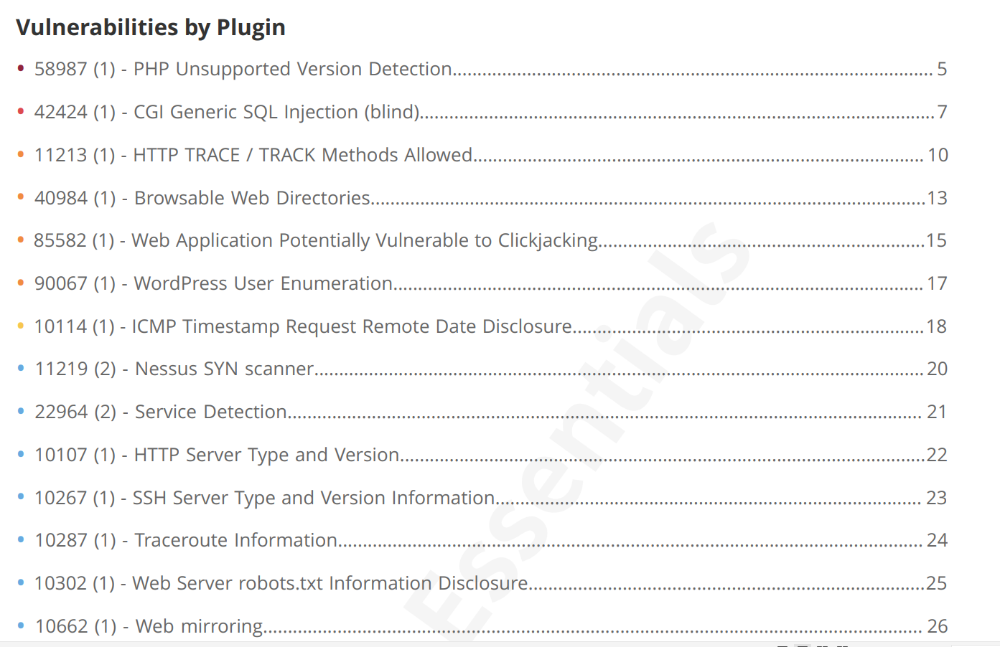 Vulnerabilities by Plugin
• 58987 (1) - PHP Unsupported Version Detection.................................................................................................. 5
• 42424 (1) - CGI Generic SQL Injection (blind)......................................................................................................... 7
• 11213 (1) - HTTP TRACE / TRACK Methods Allowed............................................................................................ 10
• 40984 (1) - Browsable Web Directories.................................................................................................................13
• 85582 (1) - Web Application Potentially Vulnerable to Clickjacking...................................................................15
• 90067 (1) - WordPress User Enumeration............................................................................................................ 17
• 10114 (1) - ICMP Timestamp Request Remote Date Disclosure........................................................................18
• 11219 (2) - Nessus SYN scanner............................................................................................................................ 20
• 22964 (2) - Service Detection................................................................................................................................. 21
• 10107 (1) - HTTP Server Type and Version...........................................................................................................22
• 10267 (1) - SSH Server Type and Version Information....................................................................................... 23
• 10287 (1) - Traceroute Information....................................................................................................................... 24
• 10302 (1) - Web Server robots.txt Information Disclosure.................................................................................25
• 10662 (1) - Web mirroring...................................................................................................................................... 26
Essentials